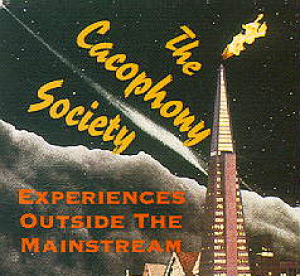 The
Cacophony
Society
EXPERIENCES
OUTSIDE THE
MAINSTREAM